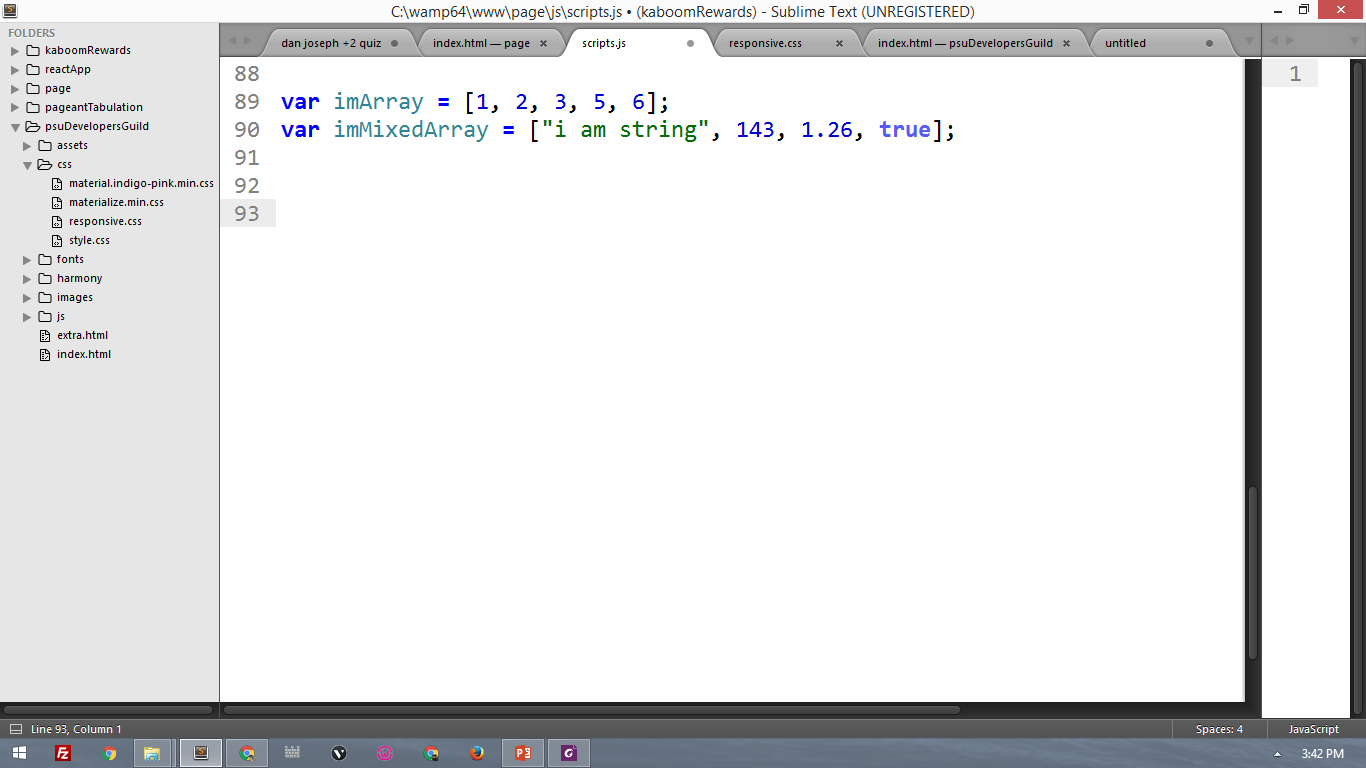 C:\wamp64\www\page\js\scripts.js • (kaboomRewards) - Sublime Text (UNREGISTERED)
FOLDERS
kaboomRewards
reactApp
page
pageantTabulation
psuDevelopersGuild
assets
css
material.indigo-pink.min.css
materialize.min.css
responsive.css
style.css
fonts
harmony
images
js
extra.html
index.html
dan joseph +2 quiz
index.html — page
scripts.js
responsive.css
index.html — psuDevelopersGuild
untitled
88
89 var imArray = [1, 2, 3, 5, 6];
90 var imMixedArray = ["i am string", 143, 1.26, true];
91
92
93
1
Line 93, Column 1
Spaces: 4
JavaScript
3:42 PM